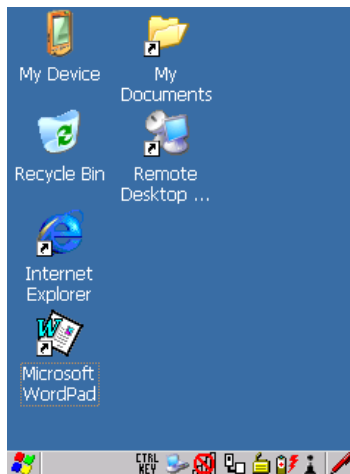 My Device
My
Documents
Recycle Bin
Remote
Desktop ...
Internet
Explorer
Microsoft
WordPad
CTRL
KEY